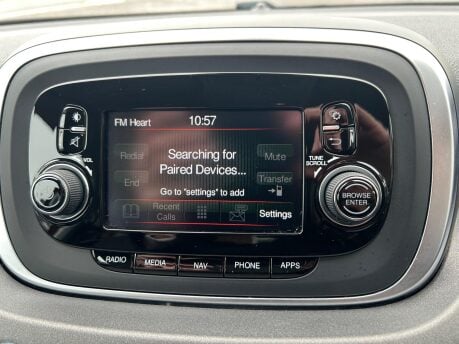 FM Heart 10:57
Redial
Searching for
Paired Devices...
Mute
End
Go to "settings" to add
Transfer
Recent
Calls
Settings
VOL
TUNE
SCROLL
BROWSE
ENTER
RADIO MEDIA NAV PHONE APPS